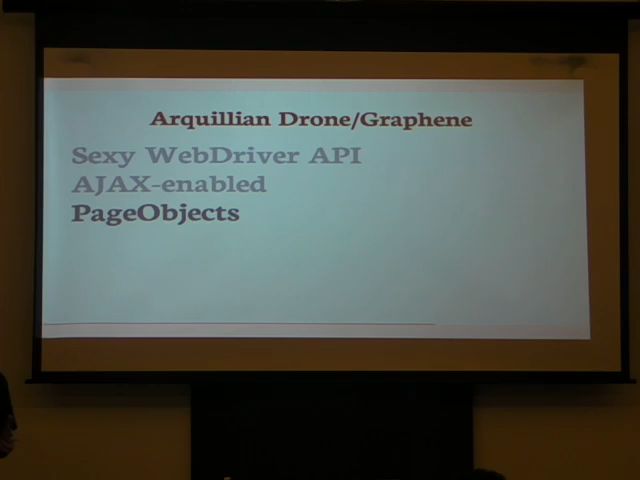 Arquillian Drone/Graphene
Sexy WebDriver API
AJAX-enabled
PageObjects